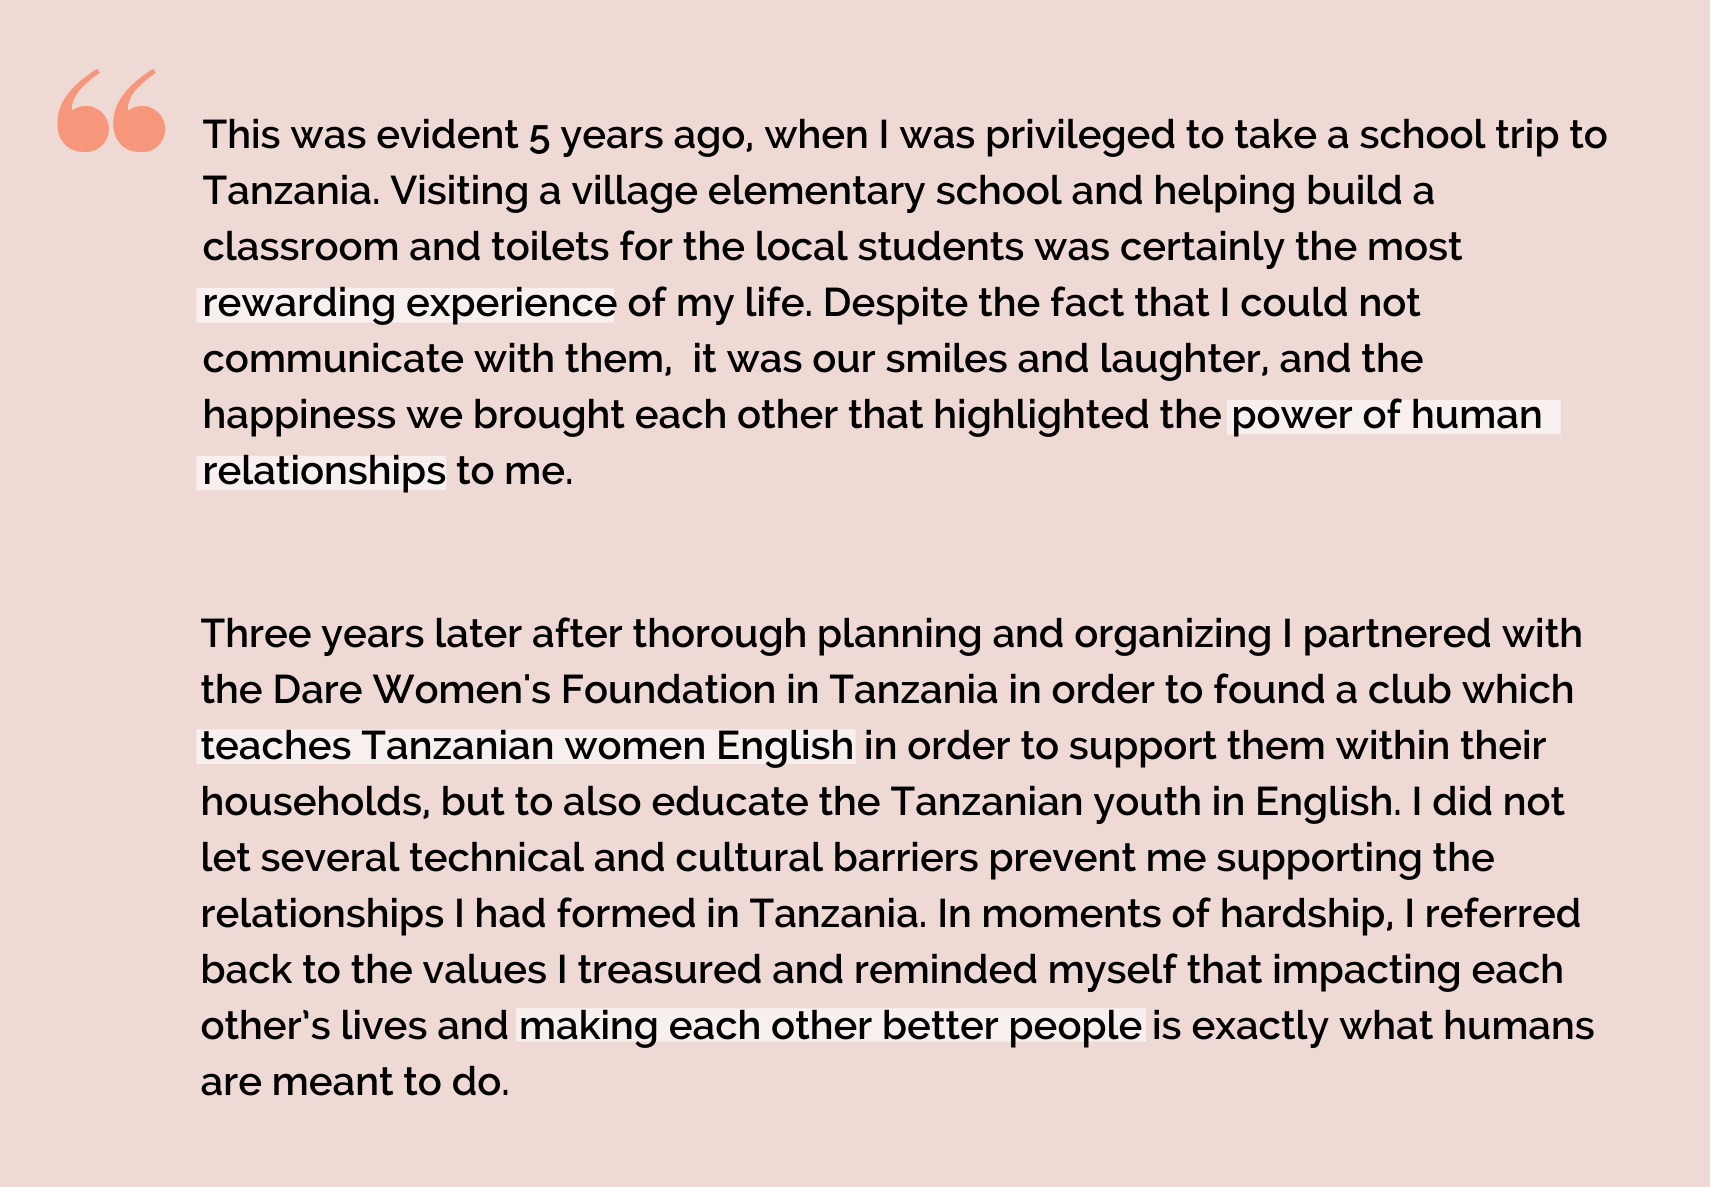 “
This was evident 5 years ago, when I was privileged to take a school trip to
Tanzania. Visiting a village elementary school and helping build a
classroom and toilets for the local students was certainly the most
rewarding experience of my life. Despite the fact that I could not
communicate with them,  it was our smiles and laughter, and the
happiness we brought each other that highlighted the power of human
relationships to me.
Three years later after thorough planning and organizing I partnered with
the Dare Women's Foundation in Tanzania in order to found a club which
teaches Tanzanian women English in order to support them within their
households, but to also educate the Tanzanian youth in English. I did not
let several technical and cultural barriers prevent me supporting the
relationships I had formed in Tanzania. In moments of hardship, I referred
back to the values I treasured and reminded myself that impacting each
other’s lives and making each other better people is exactly what humans
are meant to do.